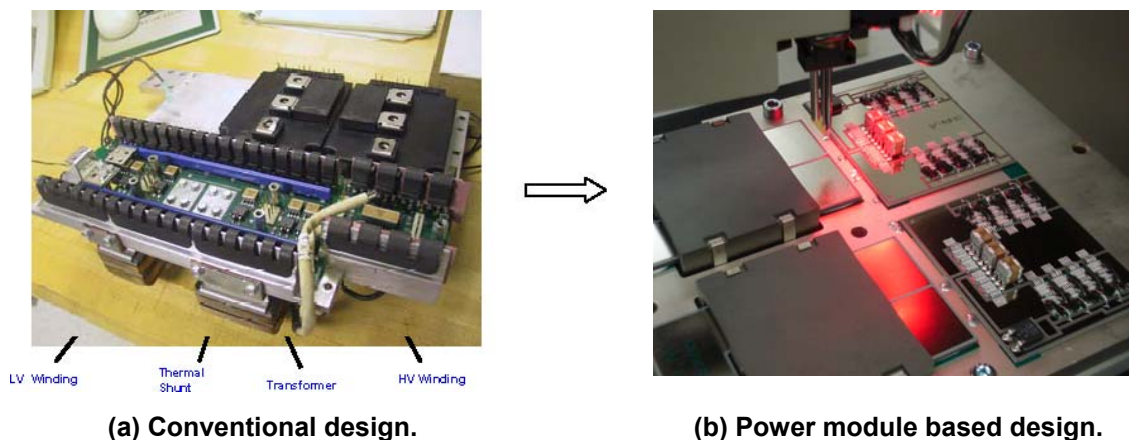 LV Winding
Thermal
Shunt
Transformer
HV Winding
(a) Conventional design.
(b) Power module based design.